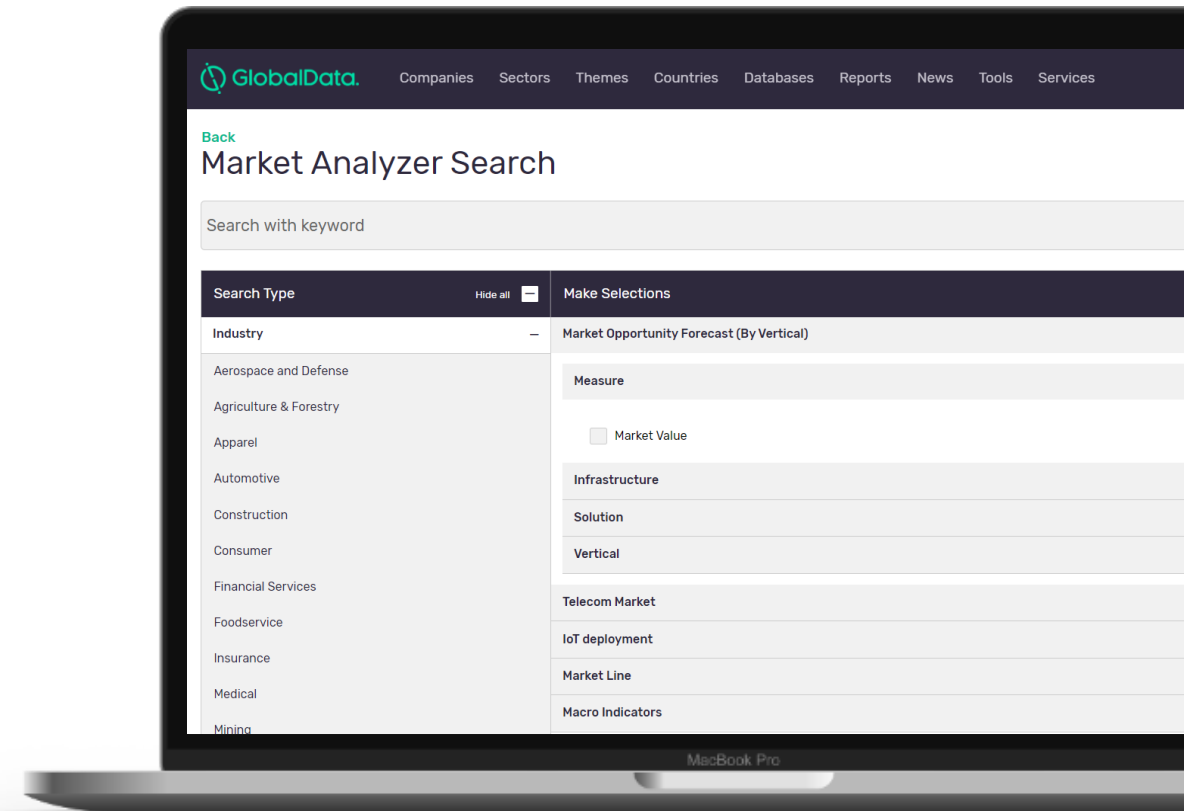 GlobalData.
Companies Sectors Themes Countries Databases Reports News Tools Services
Back
Market Analyzer Search
Search with keyword
Search Type Hide all
Make Selections
Industry
Aerospace and Defense
Agriculture & Forestry
Apparel
Automotive
Construction
Consumer
Financial Services
Foodservice
Insurance
Medical
Mining
Market Opportunity Forecast (By Vertical)
Measure
Market Value
Infrastructure
Solution
Vertical
Telecom Market
IoT deployment
Market Line
Macro Indicators
MacBook Pro